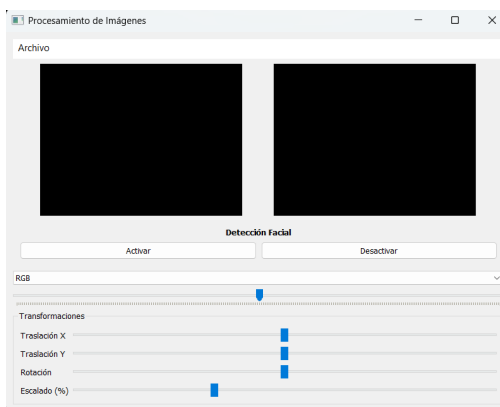 Procesamiento de Imágenes
Archivo
Detección Facial
Activar Desactivar
RGB
Transformaciones
Traslación X
Traslación Y
Rotación
Escalado (%)